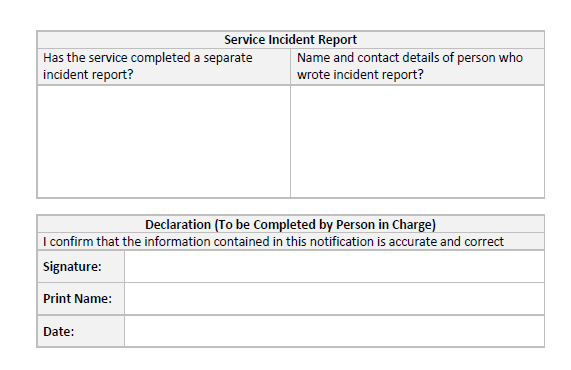 Service Incident Report
Has the service completed a separate
incident report?
Name and contact details of person who
wrote incident report?
Declaration (To be Completed by Person in Charge)
I confirm that the information contained in this notification is accurate and correct
Signature:
Print Name:
Date: